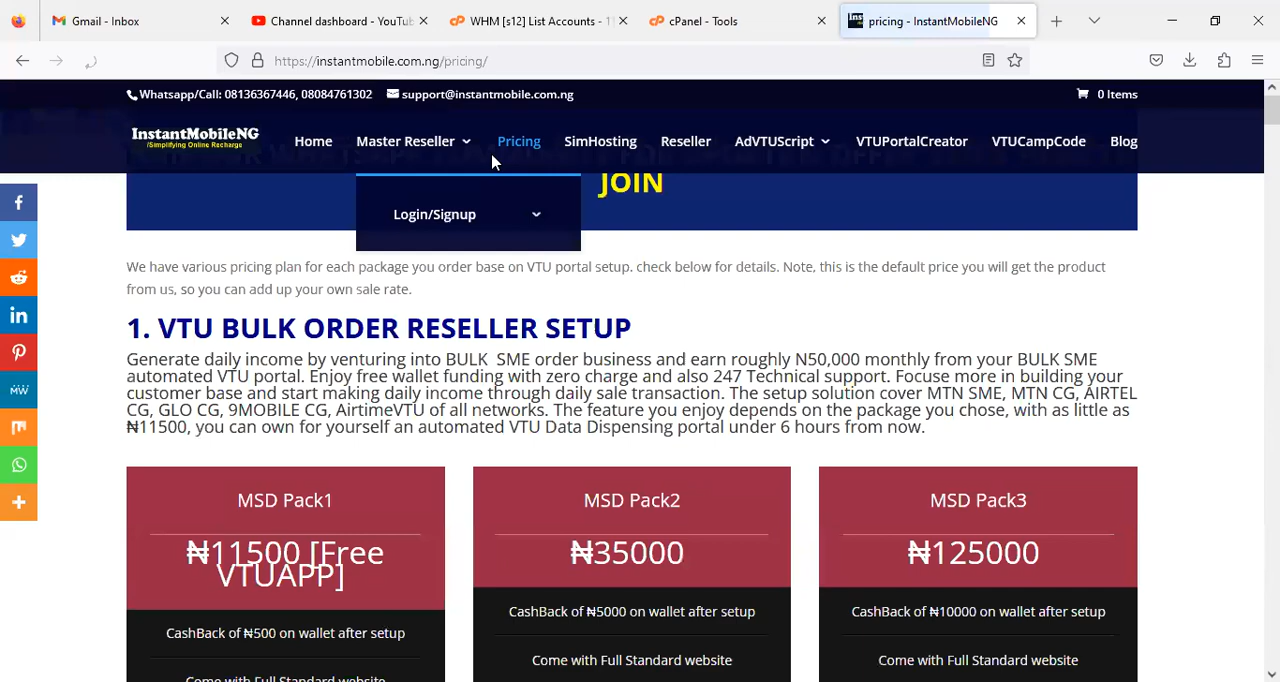 Gmail - Inbox
Channel dashboard - YouTub
WHM [s12] List Accounts - 1
cPanel - Tools
pricing - InstantMobileNG
https://instantmobile.com.ng/pricing/
Whatsapp/Call: 08136367446, 08084761302
support@instantmobile.com.ng
0 Items
InstantMobileNG
/Simplifying Online Recharge
Home
Master Reseller
Pricing
SimHosting
Reseller
AdVTUScript
VTUPortalCreator
VTUCampCode
Blog
JOIN
Login/Signup
We have various pricing plan for each package you order base on VTU portal setup. check below for details. Note, this is the default price you will get the product
from us, so you can add up your own sale rate.
1. VTU BULK ORDER RESELLER SETUP
Generate daily income by venturing into BULK SME order business and earn roughly N50,000 monthly from your BULK SME
automated VTU portal. Enjoy free wallet funding with zero charge and also 247 Technical support. Focuse more in building your
customer base and start making daily income through daily sale transaction. The setup solution cover MTN SME, MTN CG, AIRTEL
CG, GLO CG, 9MOBILE CG, AirtimeVTU of all networks. The feature you enjoy depends on the package you chose, with as little as
₦11500, you can own for yourself an automated VTU Data Dispensing portal under 6 hours from now.
MSD Pack1
₦11500 [Free
VTUAPP]
CashBack of ₦500 on wallet after setup
Come with Full Standard website
MSD Pack2
₦35000
CashBack of ₦5000 on wallet after setup
Come with Full Standard website
MSD Pack3
₦125000
CashBack of ₦10000 on wallet after setup
Come with Full Standard website